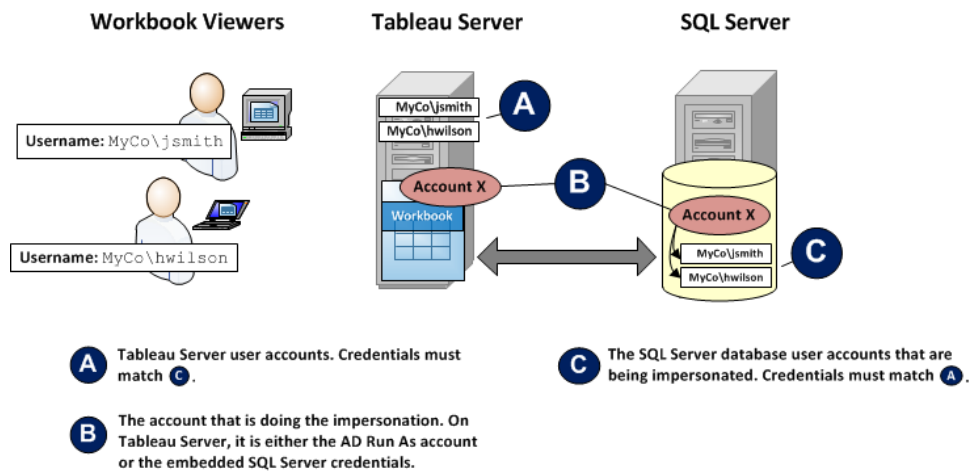 Workbook Viewers
Tableau Server
SQL Server
Username: MyCo\jsmith
Username: MyCo\hwilson
MyCo\jsmith
MyCo\hwilson
A
Account X
Workbook
B
Account X
MyCo\jsmith
MyCo\hwilson
C
A
Tableau Server user accounts. Credentials must
match C .
B
The account that is doing the impersonation. On
Tableau Server, it is either the AD Run As account
or the embedded SQL Server credentials.
C
The SQL Server database user accounts that are
being impersonated. Credentials must match A .